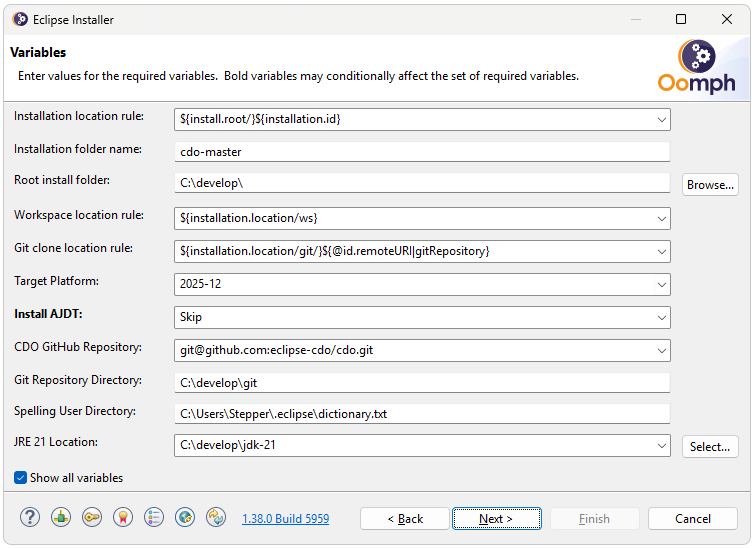 Eclipse Installer
Variables
Enter values for the required variables. Bold variables may conditionally affect the set of required variables.
Oomph
Installation location rule: ${install.root/}${installation.id}
Installation folder name: cdo-master
Root install folder: C:\develop\ Browse...
Workspace location rule: ${installation.location/ws}
Git clone location rule: ${installation.location/git/}${@id.remoteURI|gitRepository}
Target Platform: 2025-12
Install AJDT: Skip
CDO GitHub Repository: git@github.com:eclipse-cdo/cdo.git
Git Repository Directory: C:\develop\git
Spelling User Directory: C:\Users\Stepper\.eclipse\dictionary.txt
JRE 21 Location: C:\develop\jdk-21 Select...
Show all variables
1.38.0 Build 5959 < Back Next > Finish Cancel